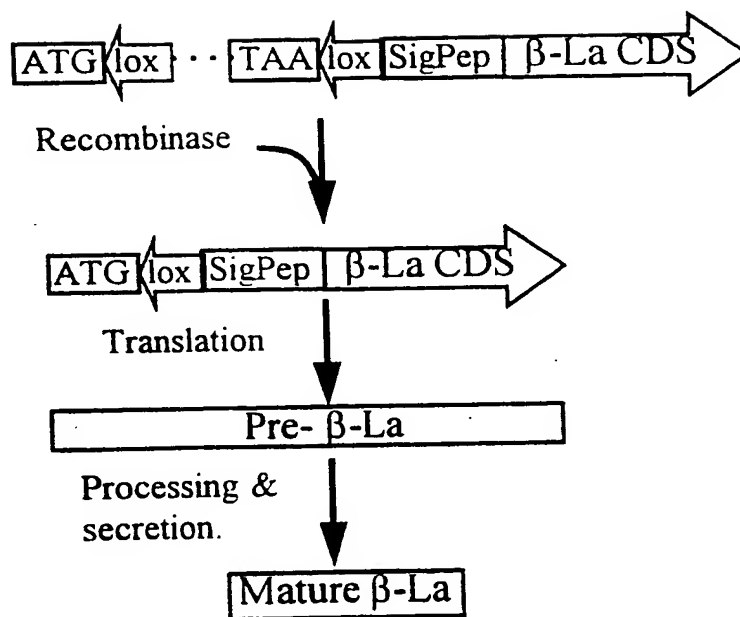 ATG lox · · · TAA lox SigPep β-La CDS
Recombinase
ATG lox SigPep β-La CDS
Translation
Pre- β-La
Processing &
secretion.
Mature β-La